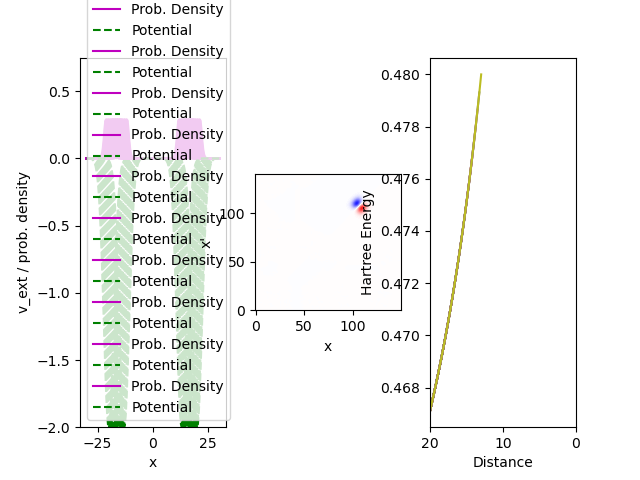 Prob. Density
Potential
Prob. Density
Potential
Prob. Density
Potential
Prob. Density
Potential
Prob. Density
Potential
Prob. Density
Potential
Prob. Density
Potential
Prob. Density
Potential
Prob. Density
Potential
Prob. Density
Potential
0.5
0.0
−0.5
−1.0
−1.5
−2.0
−25
0
25
x
v_ext / prob. density
100
50
0
0
50
100
x
x'
Hartree Energy
0.480
0.478
0.476
0.474
0.472
0.470
0.468
20
10
0
Distance